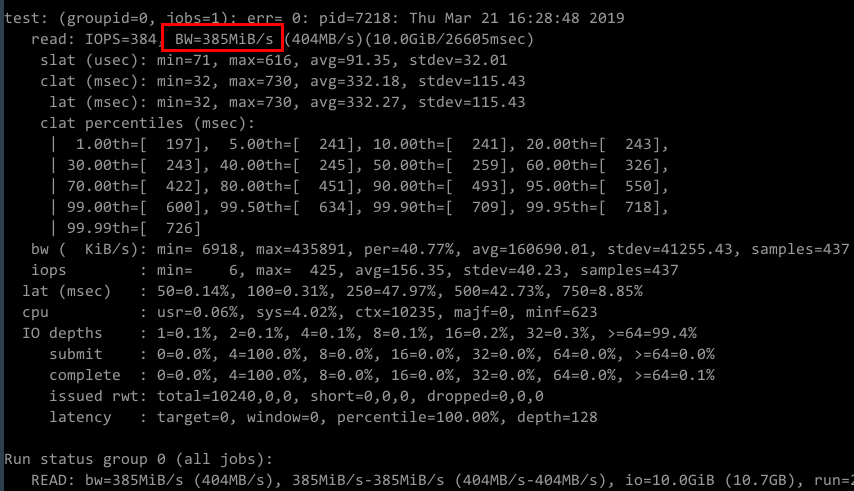 test: (groupid=0, jobs=1): err= 0: pid=7218: Thu Mar 21 16:28:48 2019
read: IOPS=384, BW=385MiB/s (404MB/s)(10.0GiB/26605msec)
slat (usec): min=71, max=616, avg=91.35, stdev=32.01
clat (msec): min=32, max=730, avg=332.18, stdev=115.43
lat (msec): min=32, max=730, avg=332.27, stdev=115.43
clat percentiles (msec):
| 1.00th=[ 197], 5.00th=[ 241], 10.00th=[ 241], 20.00th=[ 243],
| 30.00th=[ 243], 40.00th=[ 245], 50.00th=[ 259], 60.00th=[ 326],
| 70.00th=[ 422], 80.00th=[ 451], 90.00th=[ 493], 95.00th=[ 550],
| 99.00th=[ 600], 99.50th=[ 634], 99.90th=[ 709], 99.95th=[ 718],
| 99.99th=[ 726]
bw ( KiB/s): min= 6918, max=435891, per=40.77%, avg=160690.01, stdev=41255.43, samples=437
iops : min= 6, max= 425, avg=156.35, stdev=40.23, samples=437
lat (msec) : 50=0.14%, 100=0.31%, 250=47.97%, 500=42.73%, 750=8.85%
cpu : usr=0.06%, sys=4.02%, ctx=10235, majf=0, minf=623
IO depths : 1=0.1%, 2=0.1%, 4=0.1%, 8=0.1%, 16=0.2%, 32=0.3%, >=64=99.4%
submit : 0=0.0%, 4=100.0%, 8=0.0%, 16=0.0%, 32=0.0%, 64=0.0%, >=64=0.0%
complete : 0=0.0%, 4=100.0%, 8=0.0%, 16=0.0%, 32=0.0%, 64=0.0%, >=64=0.1%
issued rwt: total=10240,0,0, short=0,0,0, dropped=0,0,0
latency : target=0, window=0, percentile=100.00%, depth=128
Run status group 0 (all jobs):
READ: bw=385MiB/s (404MB/s), 385MiB/s-385MiB/s (404MB/s-404MB/s), io=10.0GiB (10.7GB), run=